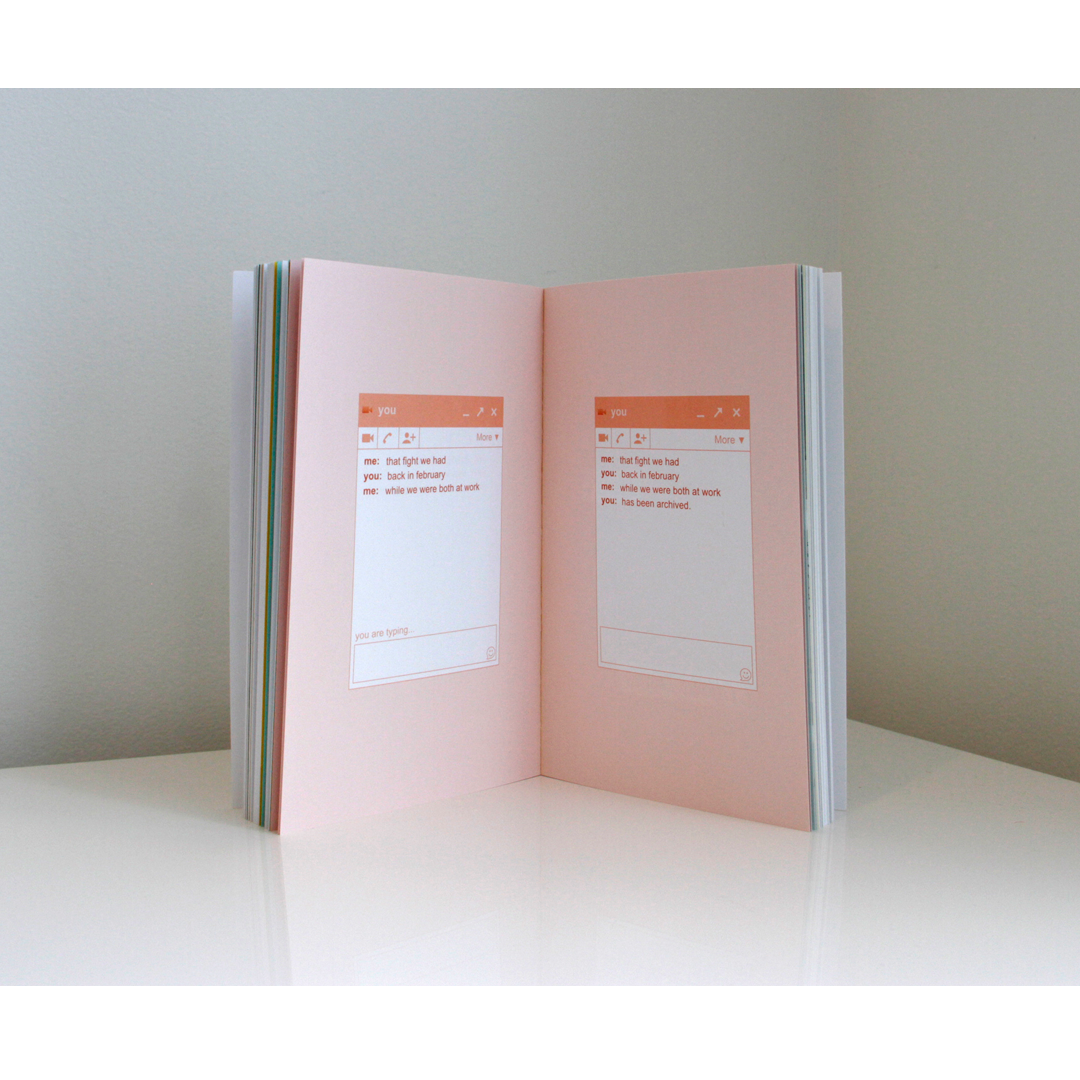 you
More ▼
me: that fight we had
you: back in february
me: while we were both at work
you are typing...
you
More ▼
me: that fight we had
you: back in february
me: while we were both at work
you: has been archived.